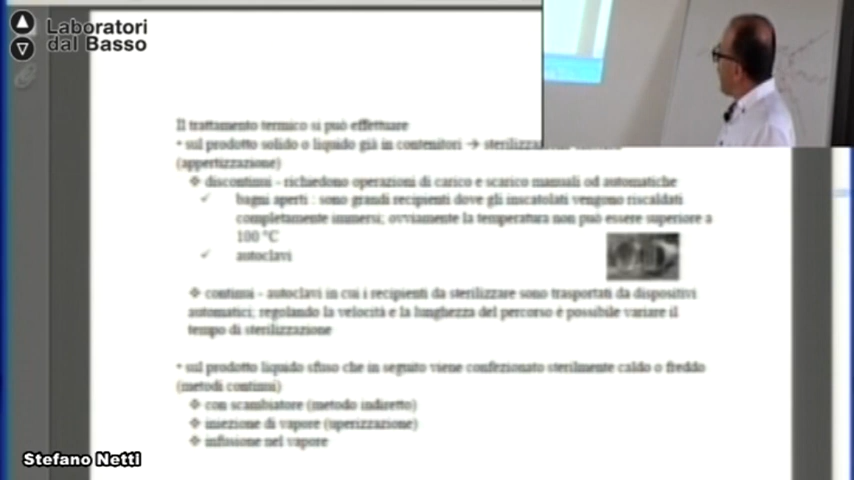 Laboratori
dal Basso
Il trattamento termico si può effettuare
• sul prodotto solido o liquido già in contenitori → 
(appertizzazione)
❖ discontinui - richiedono operazioni di carico e scarico manuali od automatiche
✓ bagni aperti : sono grandi recipienti dove gli inscatolati vengono riscaldati
completamente immersi; ovviamente la temperatura non può essere superiore a
100 °C
✓ autoclavi
❖ continui - autoclavi in cui i recipienti da sterilizzare sono trasportati da dispositivi
automatici; regolando la velocità e la lunghezza del percorso è possibile variare il
tempo di sterilizzazione
• sul prodotto liquido sfuso che in seguito viene confezionato sterilmente caldo o freddo
(metodi continui)
❖ con scambiatore (metodo indiretto)
❖ iniezione di vapore (uperizzazione)
❖ infusione nel vapore
Stefano Netti